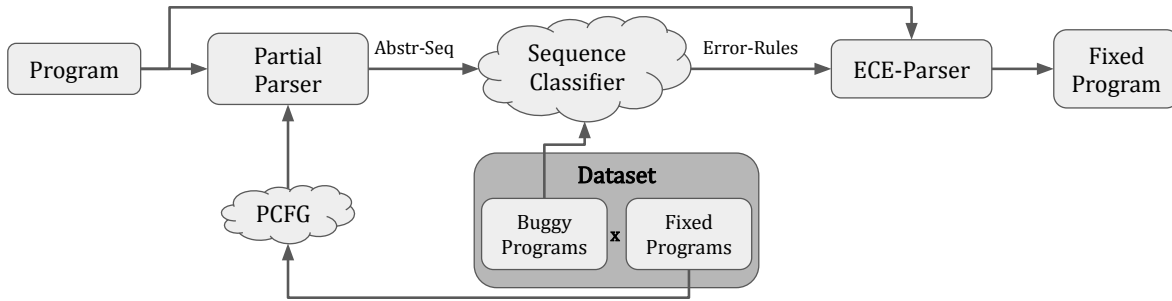 Program
Partial
Parser
Abstr-Seq
Sequence
Classifier
Error-Rules
ECE-Parser
Fixed
Program
PCFG
Dataset
Buggy
Programs
x
Fixed
Programs